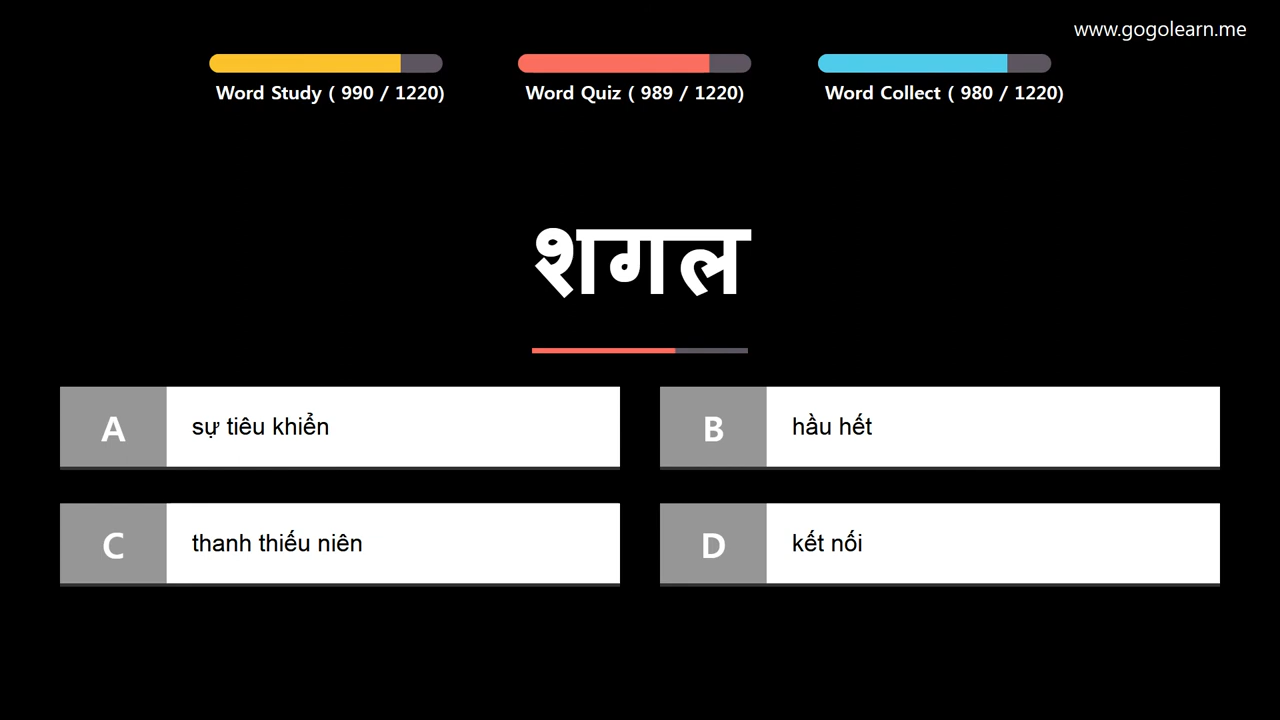 www.gogolearn.me
Word Study ( 990 / 1220)
Word Quiz ( 989 / 1220)
Word Collect ( 980 / 1220)
शगल
A sự tiêu khiển
B hầu hết
C thanh thiếu niên
D kết nối